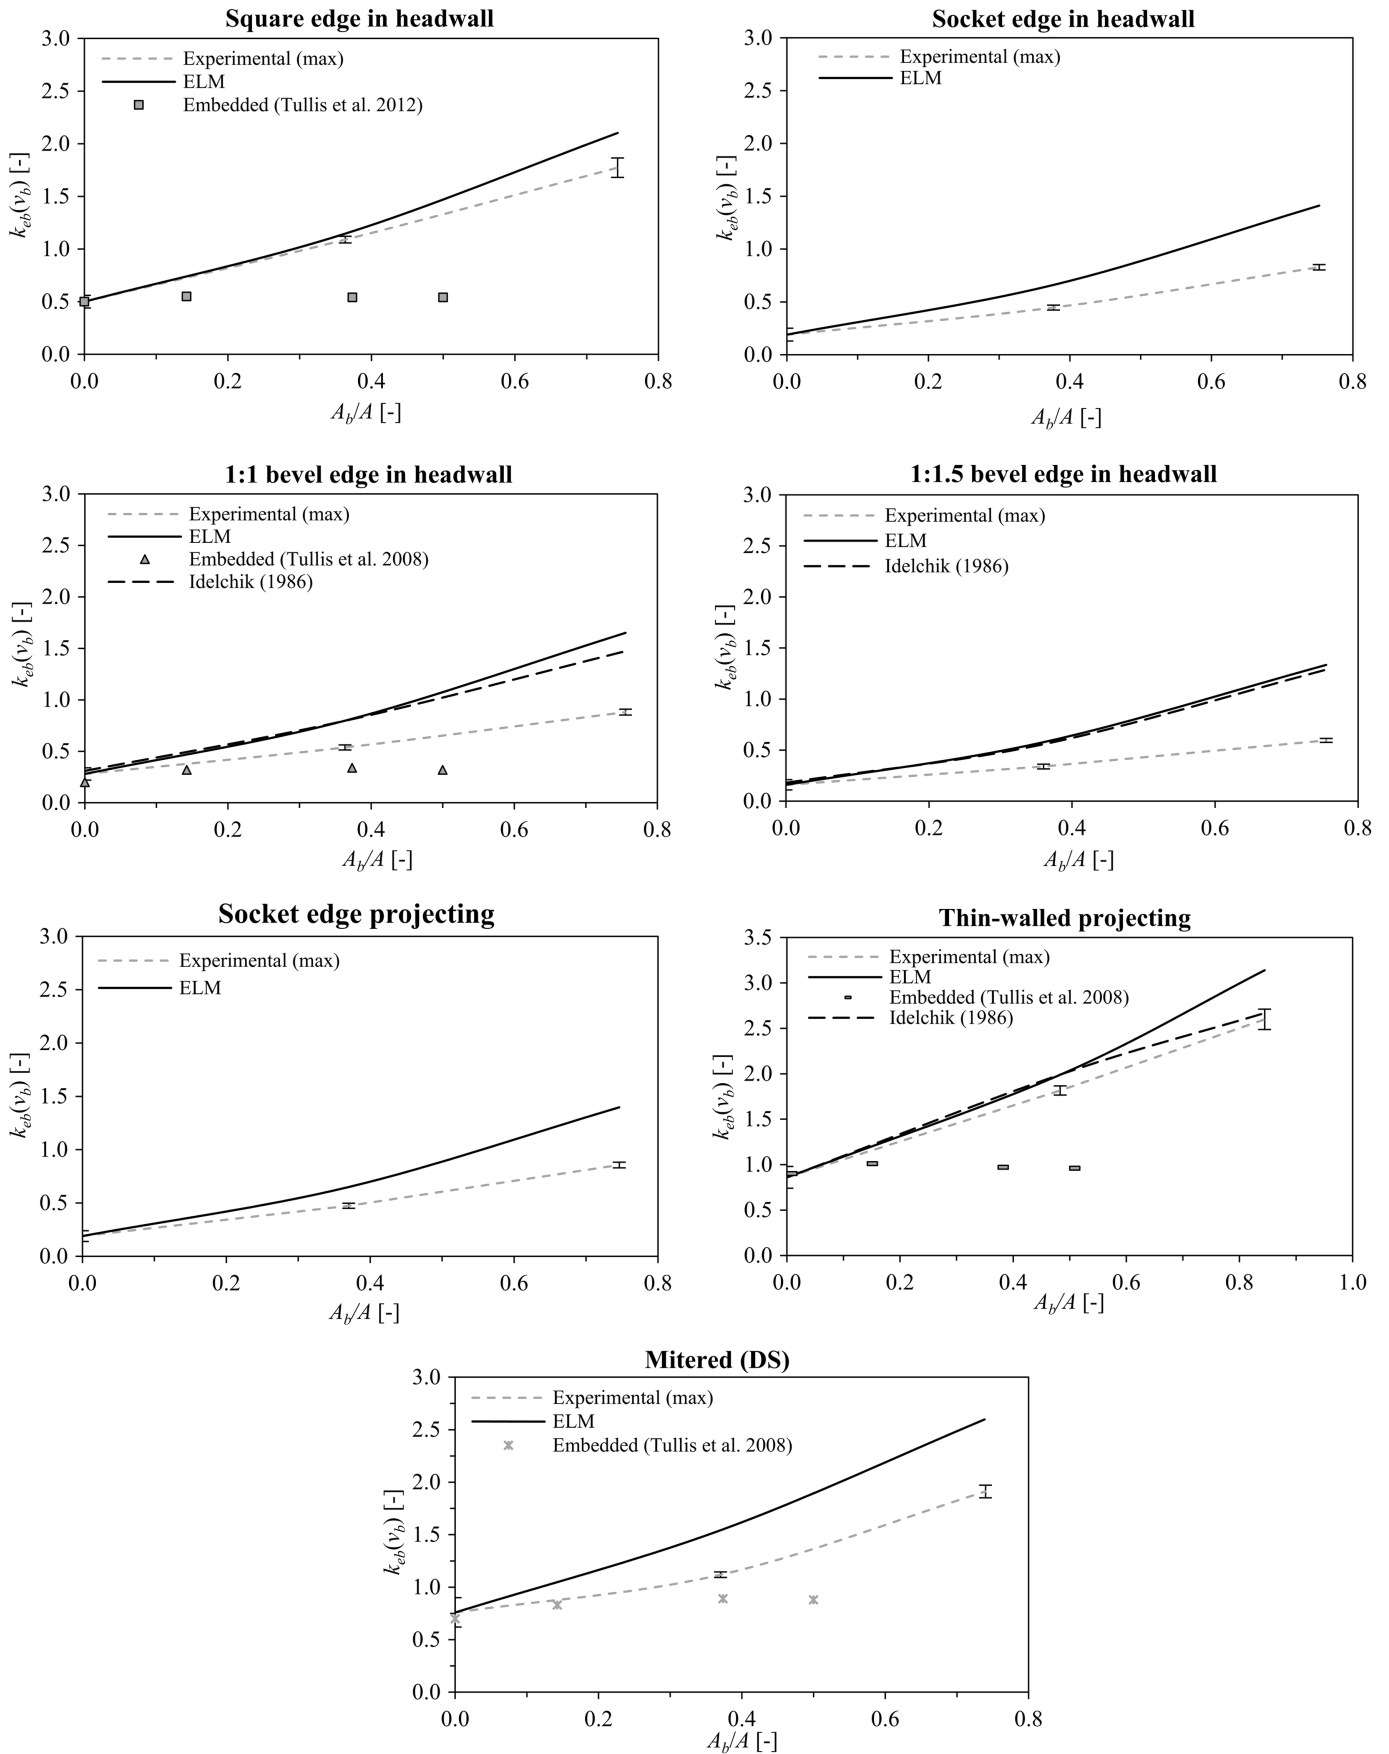 Square edge in headwall
3.0
2.5
2.0
1.5
1.0
0.5
0.0
k_eb(v_b) [-]
Experimental (max)
ELM
Embedded (Tullis et al. 2012)
0.0 0.2 0.4 0.6 0.8
A_b/A [-]
Socket edge in headwall
3.0
2.5
2.0
1.5
1.0
0.5
0.0
k_eb(v_b) [-]
Experimental (max)
ELM
0.0 0.2 0.4 0.6 0.8
A_b/A [-]
1:1 bevel edge in headwall
3.0
2.5
2.0
1.5
1.0
0.5
0.0
k_eb(v_b) [-]
Experimental (max)
ELM
Embedded (Tullis et al. 2008)
Idelchik (1986)
0.0 0.2 0.4 0.6 0.8
A_b/A [-]
1:1.5 bevel edge in headwall
3.0
2.5
2.0
1.5
1.0
0.5
0.0
k_eb(v_b) [-]
Experimental (max)
ELM
Idelchik (1986)
0.0 0.2 0.4 0.6 0.8
A_b/A [-]
Socket edge projecting
3.0
2.5
2.0
1.5
1.0
0.5
0.0
k_eb(v_b) [-]
Experimental (max)
ELM
0.0 0.2 0.4 0.6 0.8
A_b/A [-]
Thin-walled projecting
3.5
3.0
2.5
2.0
1.5
1.0
0.5
0.0
k_eb(v_b) [-]
Experimental (max)
ELM
Embedded (Tullis et al. 2008)
Idelchik (1986)
0.0 0.2 0.4 0.6 0.8 1.0
A_b/A [-]
Mitered (DS)
3.0
2.5
2.0
1.5
1.0
0.5
0.0
k_eb(v_b) [-]
Experimental (max)
ELM
Embedded (Tullis et al. 2008)
0.0 0.2 0.4 0.6 0.8
A_b/A [-]